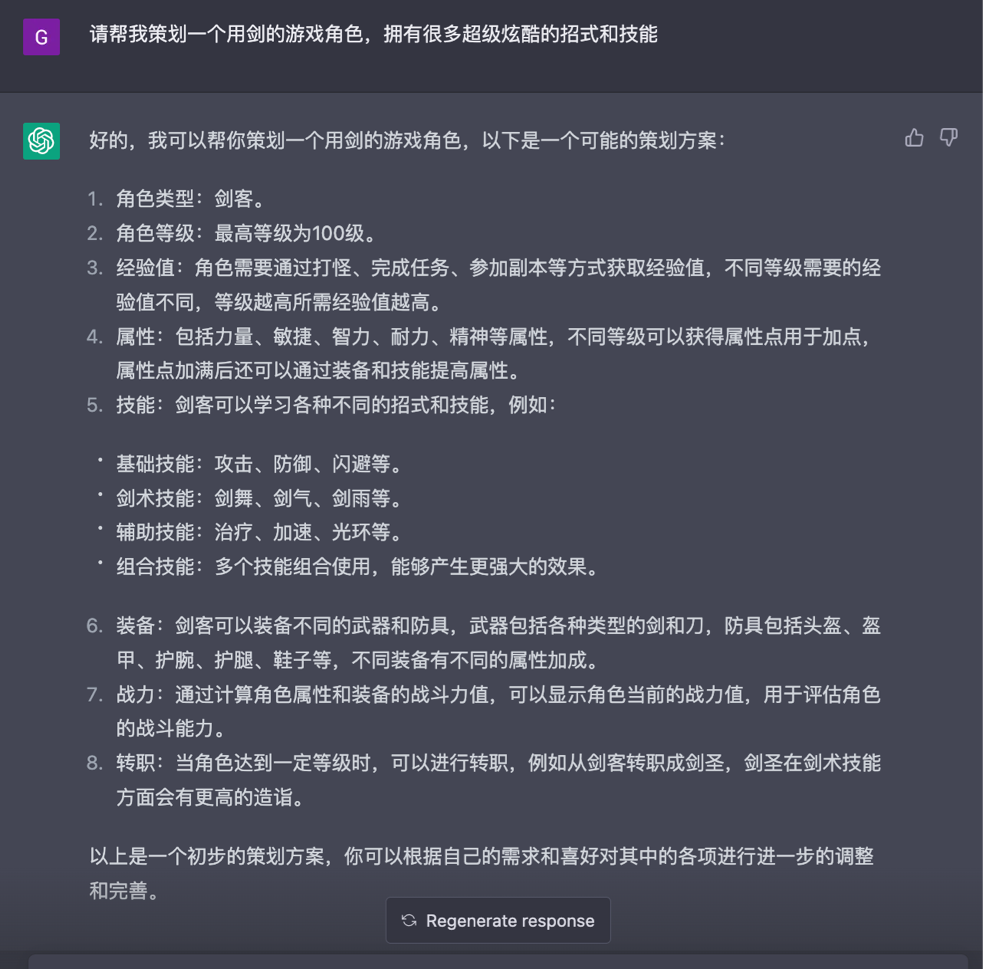 G
请帮我策划一个用剑的游戏角色，拥有很多超级炫酷的招式和技能
好的，我可以帮你策划一个用剑的游戏角色，以下是一个可能的策划方案：
1. 角色类型：剑客。
2. 角色等级：最高等级为100级。
3. 经验值：角色需要通过打怪、完成任务、参加副本等方式获取经验值，不同等级需要的经
验值不同，等级越高所需经验值越高。
4. 属性：包括力量、敏捷、智力、耐力、精神等属性，不同等级可以获得属性点用于加点，
属性点加满后还可以通过装备和技能提高属性。
5. 技能：剑客可以学习各种不同的招式和技能，例如：
• 基础技能：攻击、防御、闪避等。
• 剑术技能：剑舞、剑气、剑雨等。
• 辅助技能：治疗、加速、光环等。
• 组合技能：多个技能组合使用，能够产生更强大的效果。
6. 装备：剑客可以装备不同的武器和防具，武器包括各种类型的剑和刀，防具包括头盔、盔
甲、护腕、护腿、鞋子等，不同装备有不同的属性加成。
7. 战力：通过计算角色属性和装备的战斗力值，可以显示角色当前的战力值，用于评估角色
的战斗能力。
8. 转职：当角色达到一定等级时，可以进行转职，例如从剑客转职成剑圣，剑圣在剑术技能
方面会有更高的造诣。
以上是一个初步的策划方案，你可以根据自己的需求和喜好对其中的各项进行进一步的调整
和完善。
Regenerate response